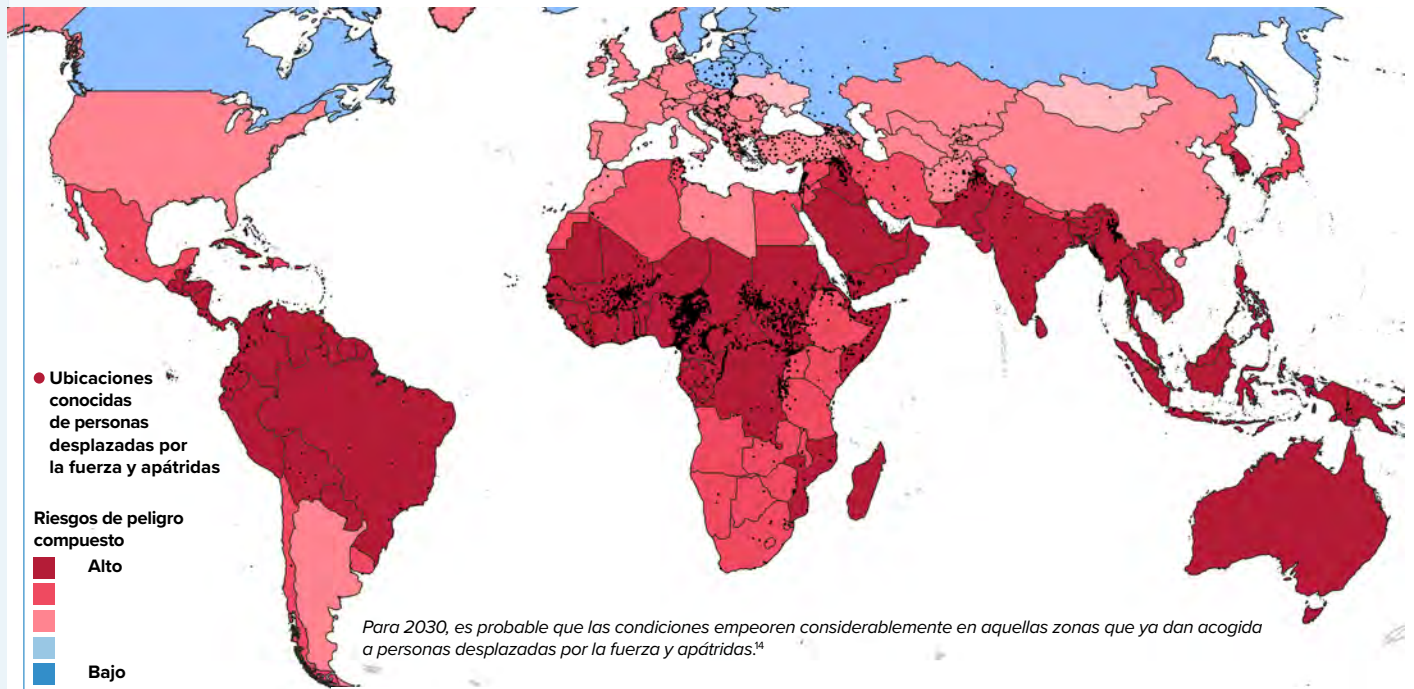 Ubicaciones
conocidas
de personas
desplazadas por
la fuerza y apátridas
Riesgos de peligro
compuesto
Alto
Bajo
Para 2030, es probable que las condiciones empeoren considerablemente en aquellas zonas que ya dan acogida
a personas desplazadas por la fuerza y apátridas.¹⁴